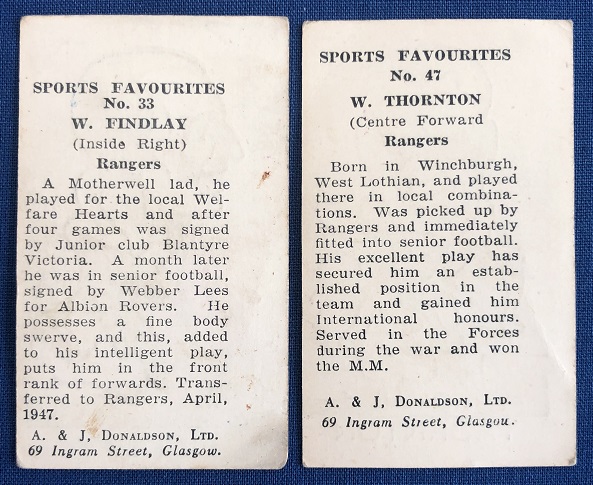 SPORTS FAVOURITES
No. 33
W. FINDLAY
(Inside Right)
Rangers
A Motherwell lad, he
played for the local Wel-
fare Hearts and after
four games was signed
by Junior club Blantyre
Victoria. A month later
he was in senior football,
signed by Webber Lees
for Albion Rovers. He
possesses a fine body
swerve, and this, added
to his intelligent play,
puts him in the front
rank of forwards. Trans-
ferred to Rangers, April,
1947.
A. & J, DONALDSON, LTD.
69 Ingram Street, Glasgow.
SPORTS FAVOURITES
No. 47
W. THORNTON
(Centre Forward
Rangers
Born in Winchburgh,
West Lothian, and played
there in local combina-
tions. Was picked up by
Rangers and immediately
fitted into senior football.
His excellent play has
secured him an estab-
lished position in the
team and gained him
International honours.
Served in the Forces
during the war and won
the M.M.
A. & J. DONALDSON, LTD.
69 Ingram Street, Glasgow.